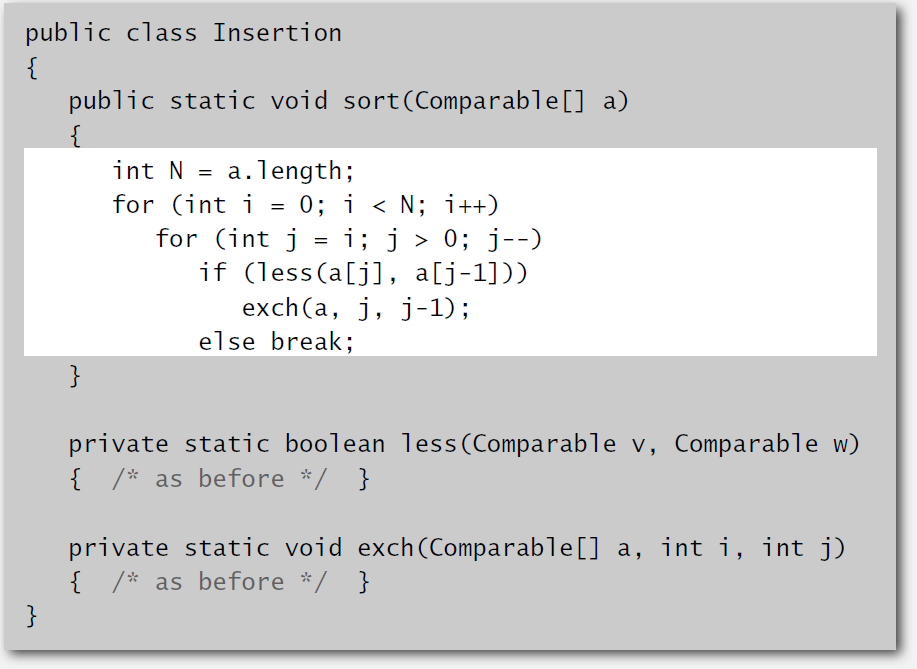 public class Insertion
{
   public static void sort(Comparable[] a)
   {
      int N = a.length;
      for (int i = 0; i < N; i++)
         for (int j = i; j > 0; j--)
            if (less(a[j], a[j-1]))
               exch(a, j, j-1);
            else break;
   }

   private static boolean less(Comparable v, Comparable w)
   {  /* as before */  }

   private static void exch(Comparable[] a, int i, int j)
   {  /* as before */  }
}